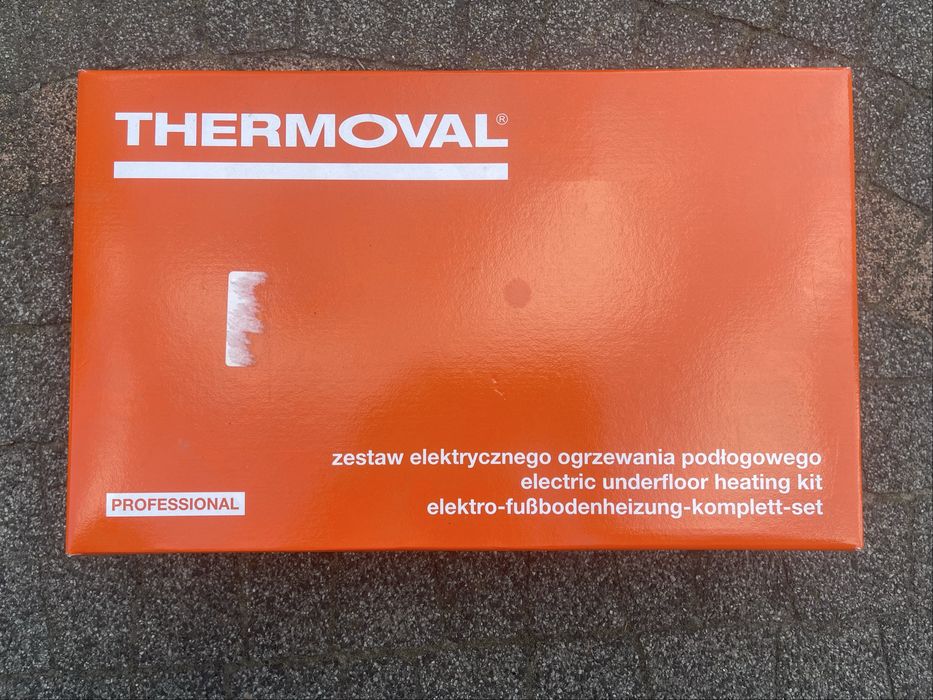 THERMOVAL®
zestaw elektrycznego ogrzewania podłogowego
electric underfloor heating kit
elektro-fußbodenheizung-komplett-set
PROFESSIONAL